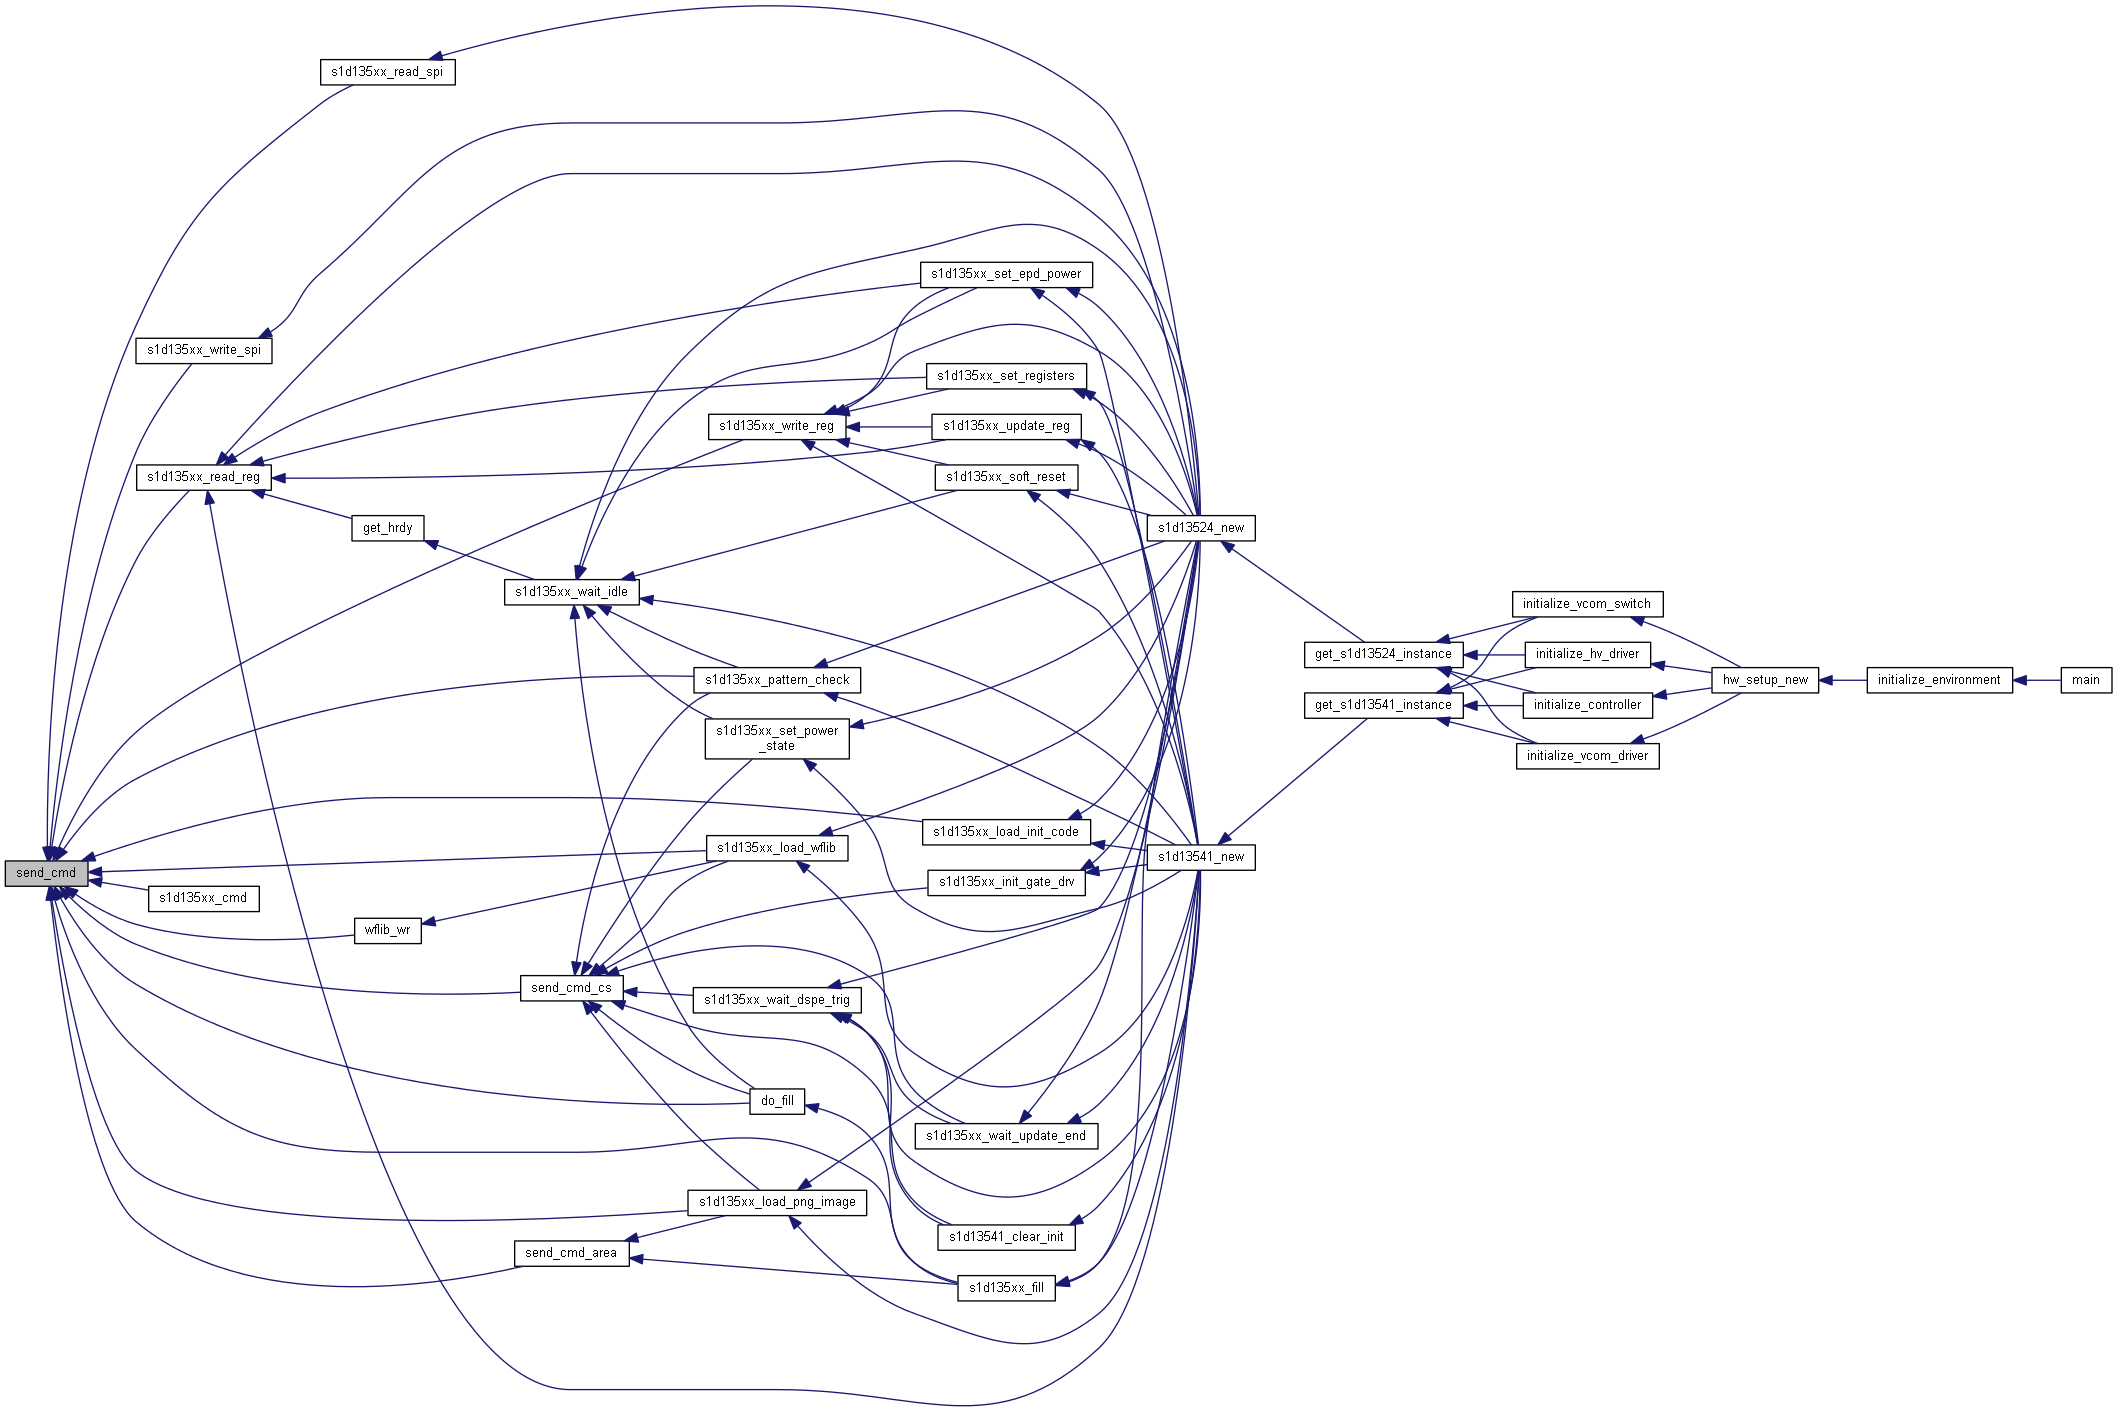 s1d135xx_read_spi
s1d135xx_set_epd_power
s1d135xx_write_spi
s1d135xx_set_registers
s1d135xx_write_reg
s1d135xx_update_reg
s1d135xx_read_reg
s1d135xx_soft_reset
get_hrdy
s1d13524_new
s1d135xx_wait_idle
initialize_vcom_switch
get_s1d13524_instance
initialize_hv_driver
s1d135xx_pattern_check
hw_setup_new
initialize_environment
main
get_s1d13541_instance
initialize_controller
s1d135xx_set_power
_state
initialize_vcom_driver
s1d135xx_load_init_code
s1d135xx_load_wflib
s1d13541_new
send_cmd
s1d135xx_init_gate_drv
s1d135xx_cmd
wflib_wr
send_cmd_cs
s1d135xx_wait_dspe_trig
do_fill
s1d135xx_wait_update_end
s1d135xx_load_png_image
s1d13541_clear_init
send_cmd_area
s1d135xx_fill